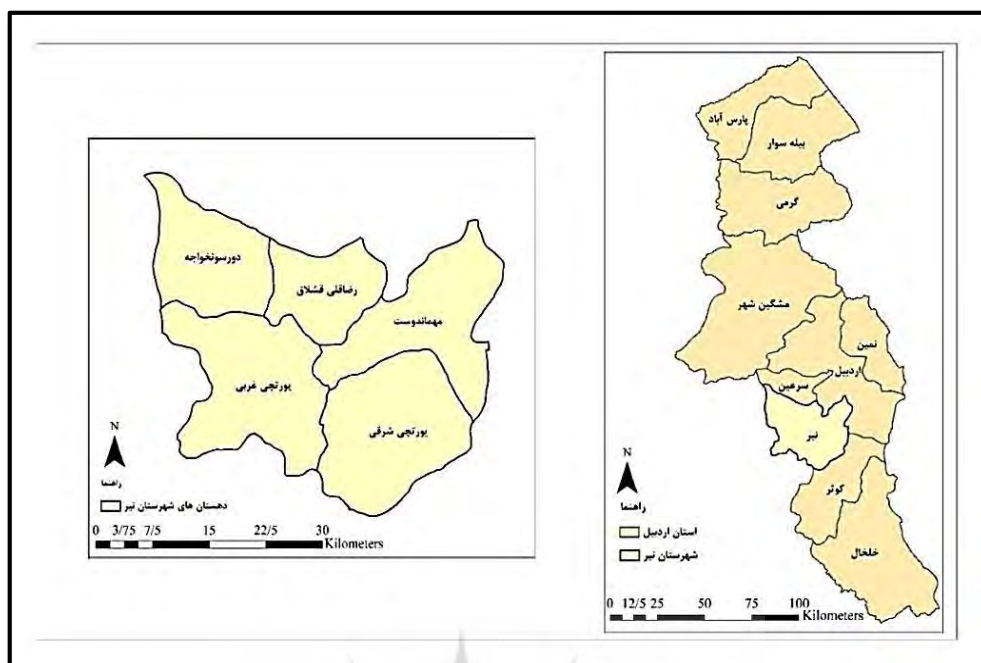 پارس آباد
بیله سوار
گرمی
مشگین شهر
نمین
اردبیل
سرعین
نیر
کوثر
خلخال
N
راهنما
استان اردبیل
شهرستان نیر
0 12/5 25 50 75 100
Kilometers
دورسونخواجه
رضاقلی قشلاق
مهماندوست
یورتچی غربی
یورتچی شرقی
N
راهنما
دهستان های شهرستان نیر
0 3/75 7/5 15 22/5 30
Kilometers